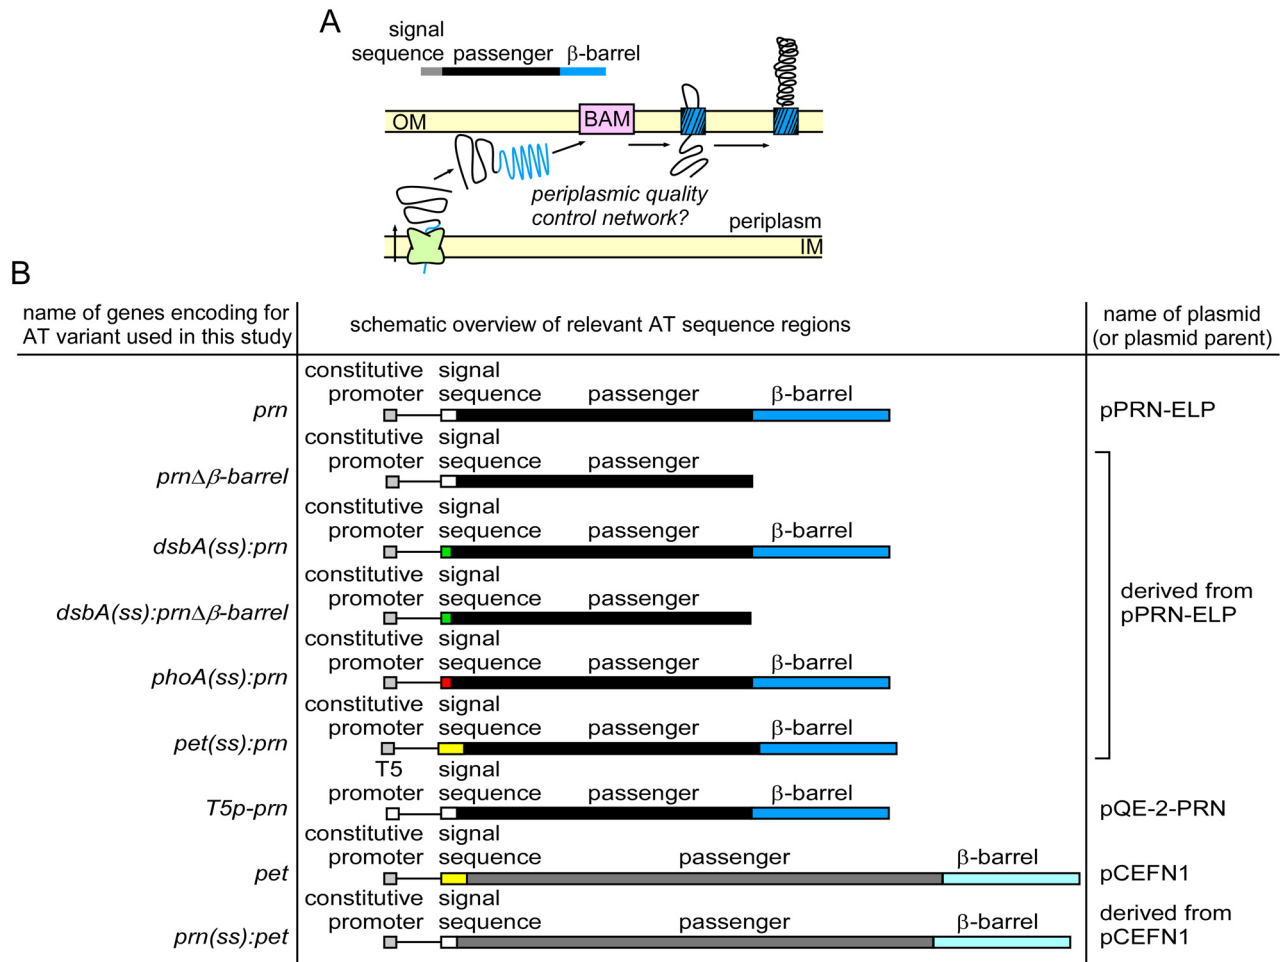 A
signal
sequence passenger β-barrel
OM
BAM
periplasmic quality
control network?
periplasm
IM
B
name of genes encoding for
AT variant used in this study
schematic overview of relevant AT sequence regions
name of plasmid
(or plasmid parent)
constitutive signal
promoter sequence passenger β-barrel
prn
pPRN-ELP
constitutive signal
promoter sequence passenger
prnΔβ-barrel
constitutive signal
promoter sequence passenger β-barrel
dsbA(ss):prn
constitutive signal
promoter sequence passenger
dsbA(ss):prnΔβ-barrel
derived from
pPRN-ELP
constitutive signal
promoter sequence passenger β-barrel
phoA(ss):prn
constitutive signal
promoter sequence passenger β-barrel
pet(ss):prn
T5 signal
promoter sequence passenger β-barrel
T5p-prn
pQE-2-PRN
constitutive signal
promoter sequence passenger β-barrel
pet
pCEFN1
constitutive signal
promoter sequence passenger β-barrel
prn(ss):pet
derived from
pCEFN1